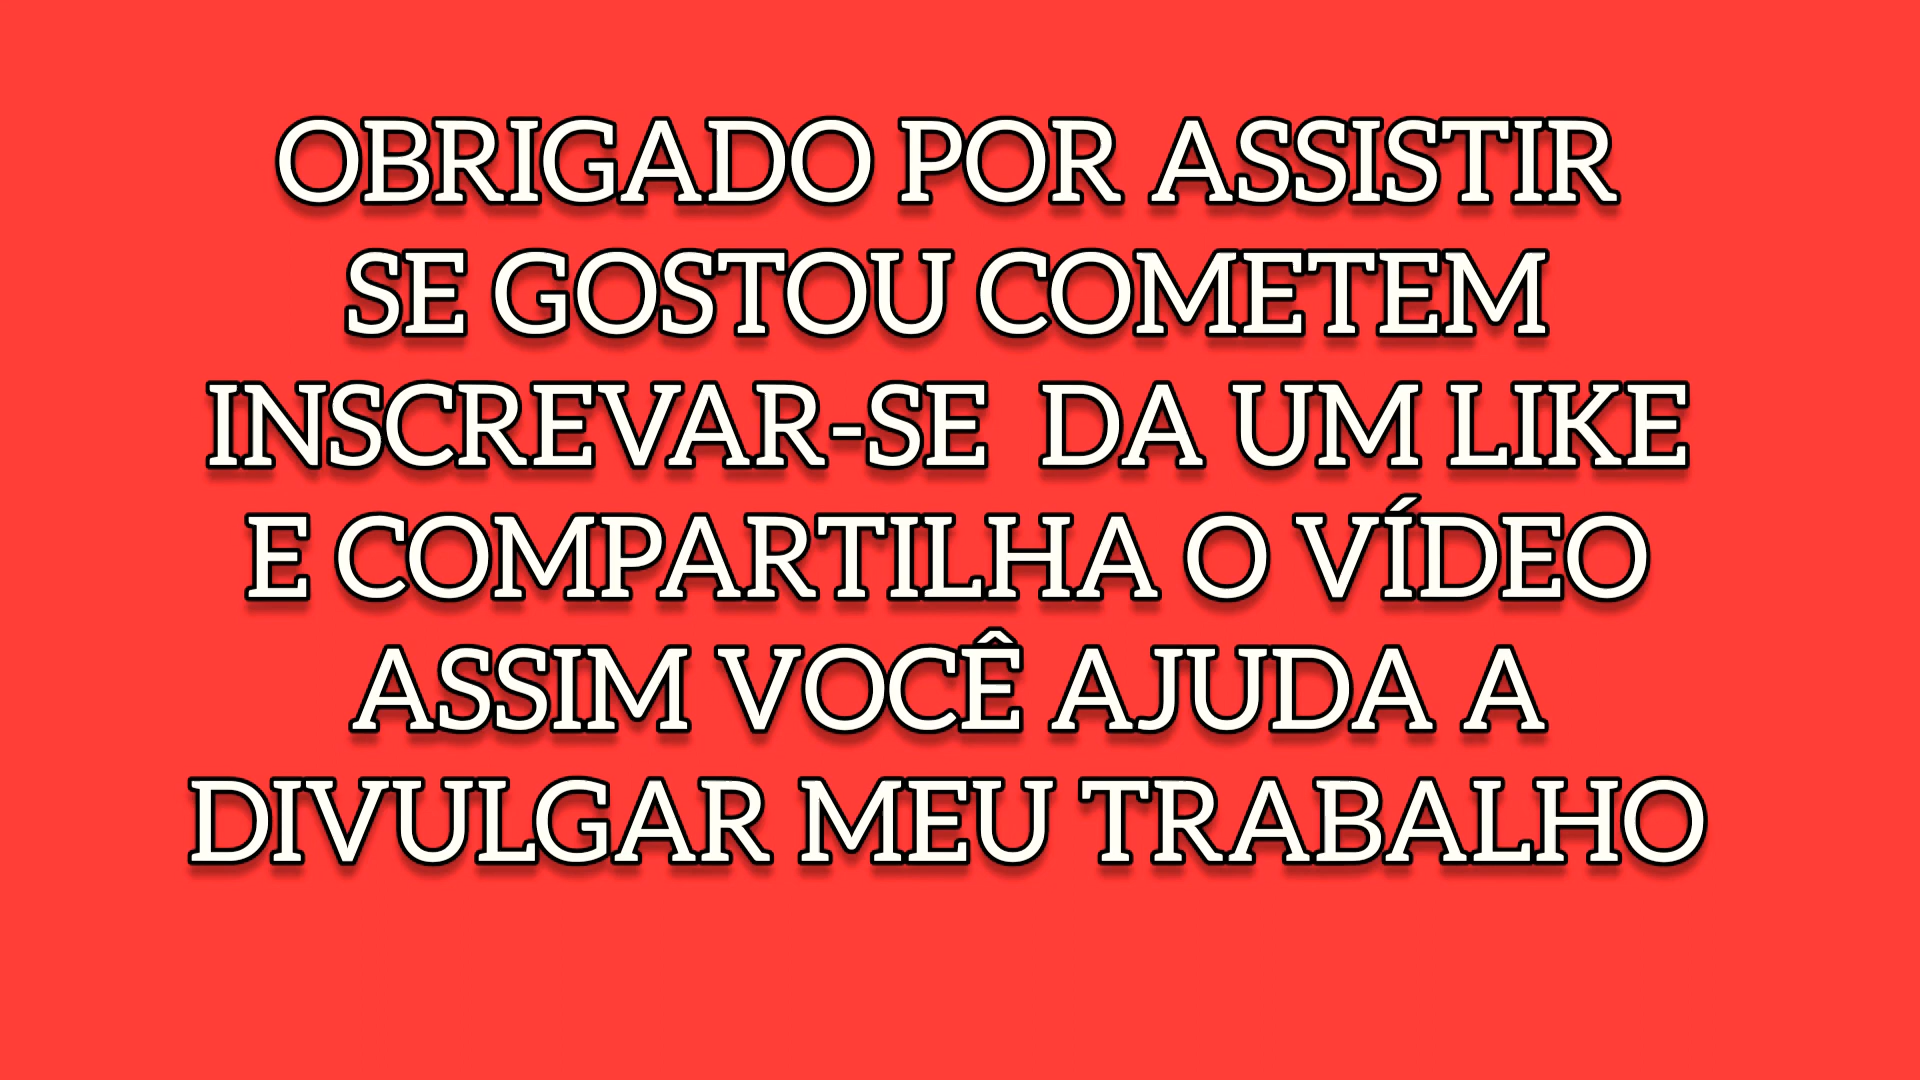 OBRIGADO POR ASSISTIR
SE GOSTOU COMETEM
INSCREVAR-SE  DA UM LIKE
E COMPARTILHA O VÍDEO
ASSIM VOCÊ AJUDA A
DIVULGAR MEU TRABALHO